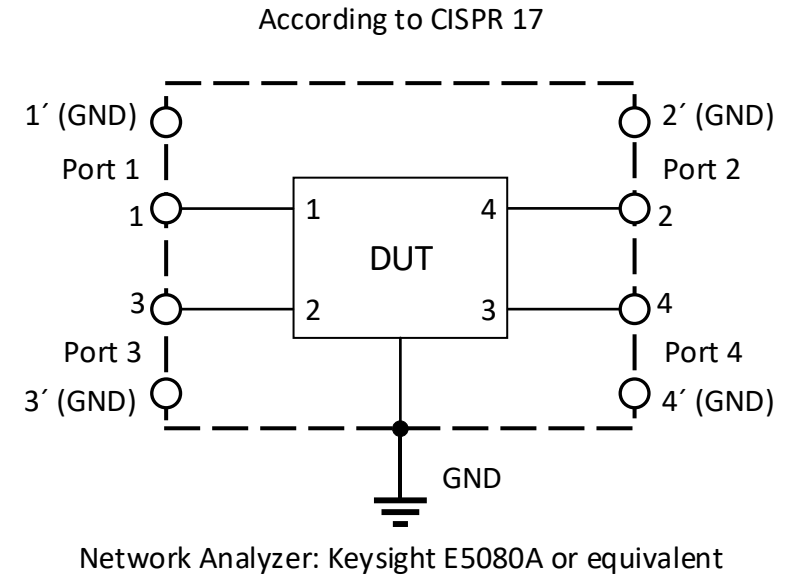 According to CISPR 17
1´ (GND)
2´ (GND)
Port 1
Port 2
1
1
4
2
DUT
3
2
3
4
Port 3
Port 4
3´ (GND)
4´ (GND)
GND
Network Analyzer: Keysight E5080A or equivalent